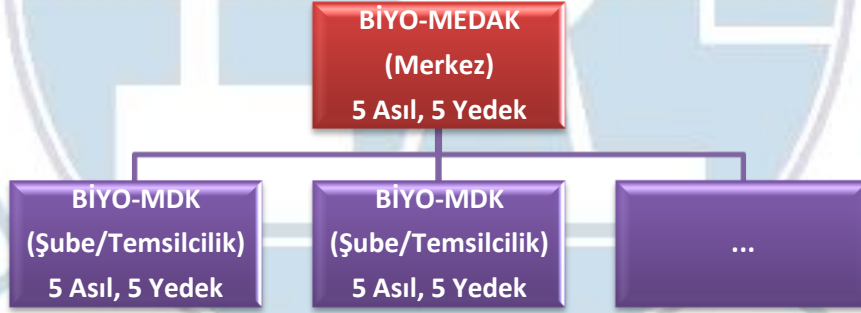 BİYO-MEDAK
(Merkez)
5 Asıl, 5 Yedek
BİYO-MDK
(Şube/Temsilcilik)
5 Asıl, 5 Yedek
BİYO-MDK
(Şube/Temsilcilik)
5 Asıl, 5 Yedek
...